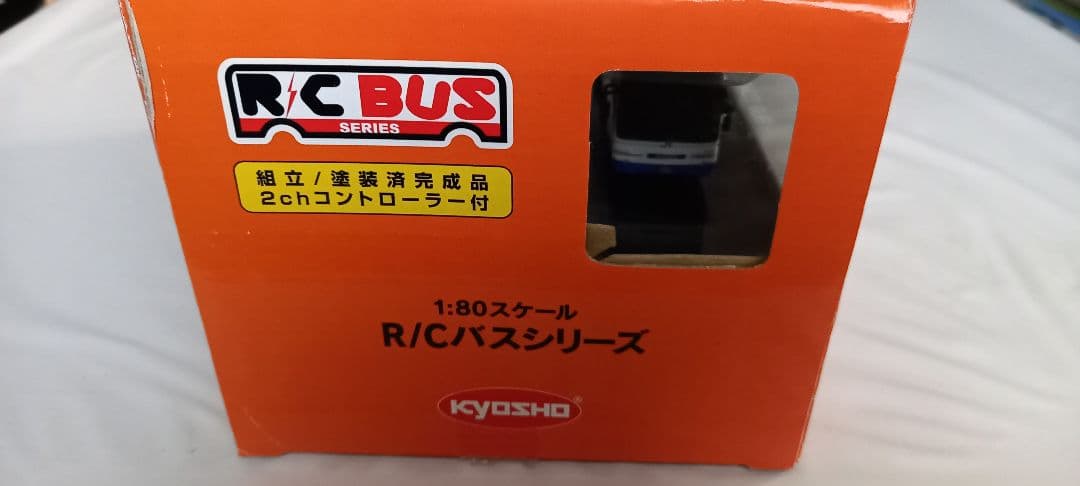 R/C BUS
SERIES
組立/塗装済完成品
2chコントローラー付
1:80スケール
R/Cバスシリーズ
KYOSHO®